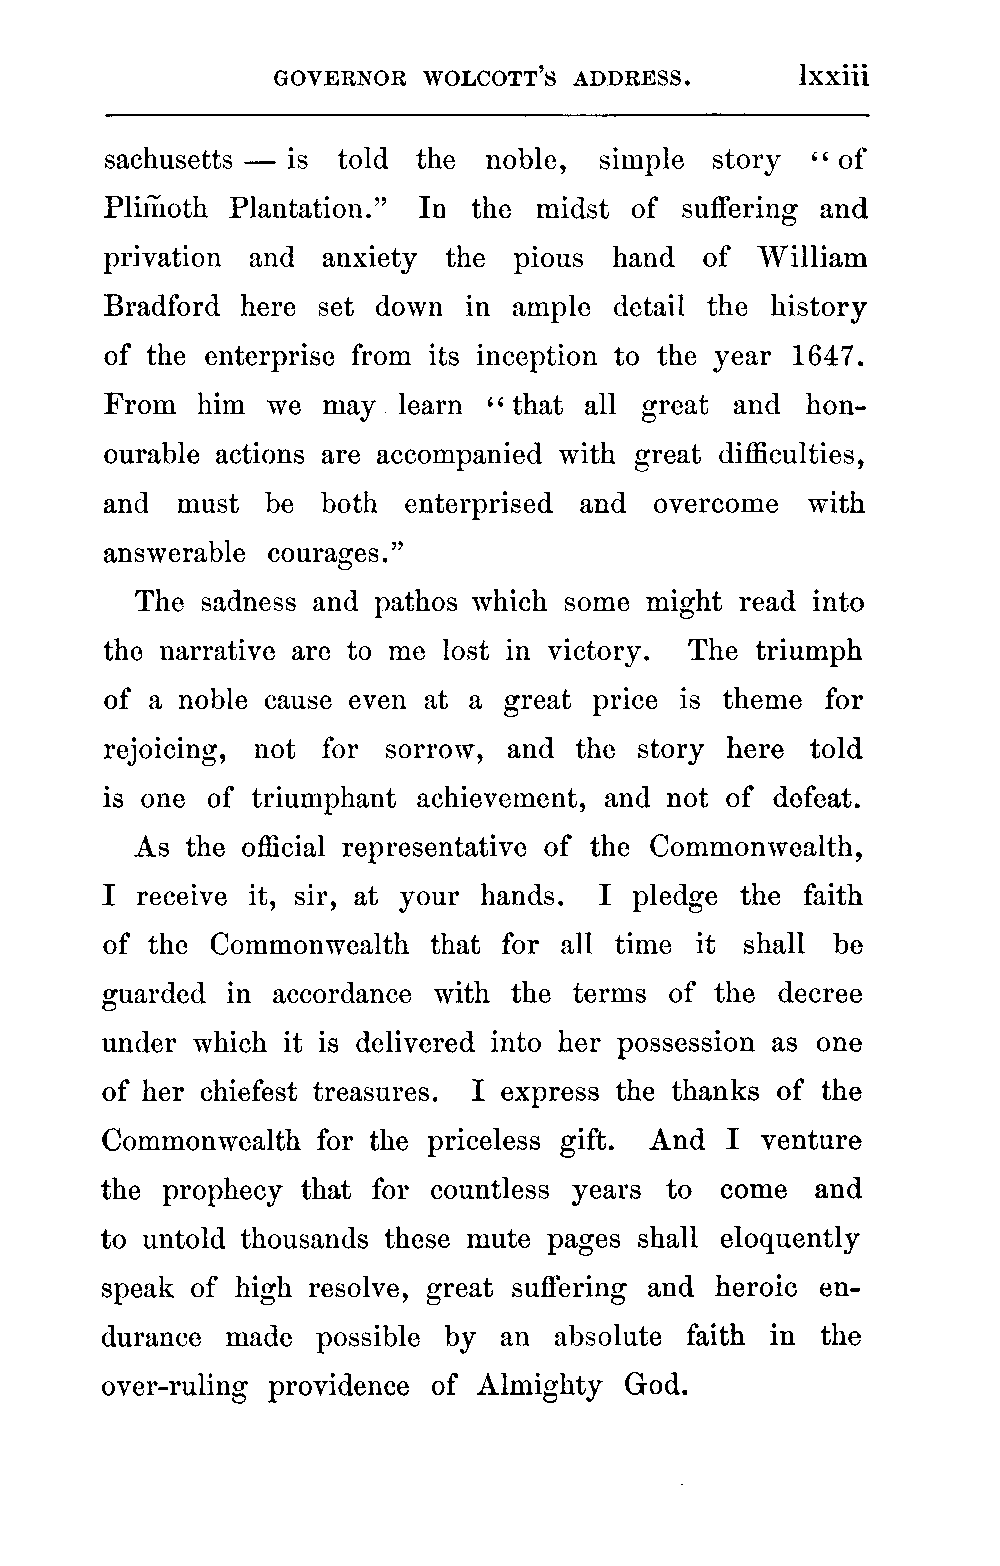 GOVERNOR WOLCOTT'S ADDRESS. lxxiii
sachusetts — is told the noble, simple story "of
Plim̃oth Plantation." In the midst of suffering and
privation and anxiety the pious hand of William
Bradford here set down in ample detail the history
of the enterprise from its inception to the year 1647.
From him we may learn "that all great and hon-
ourable actions are accompanied with great difficulties,
and must be both enterprised and overcome with
answerable courages."
The sadness and pathos which some might read into
the narrative are to me lost in victory. The triumph
of a noble cause even at a great price is theme for
rejoicing, not for sorrow, and the story here told
is one of triumphant achievement, and not of defeat.
As the official representative of the Commonwealth,
I receive it, sir, at your hands. I pledge the faith
of the Commonwealth that for all time it shall be
guarded in accordance with the terms of the decree
under which it is delivered into her possession as one
of her chiefest treasures. I express the thanks of the
Commonwealth for the priceless gift. And I venture
the prophecy that for countless years to come and
to untold thousands these mute pages shall eloquently
speak of high resolve, great suffering and heroic en-
durance made possible by an absolute faith in the
over-ruling providence of Almighty God.